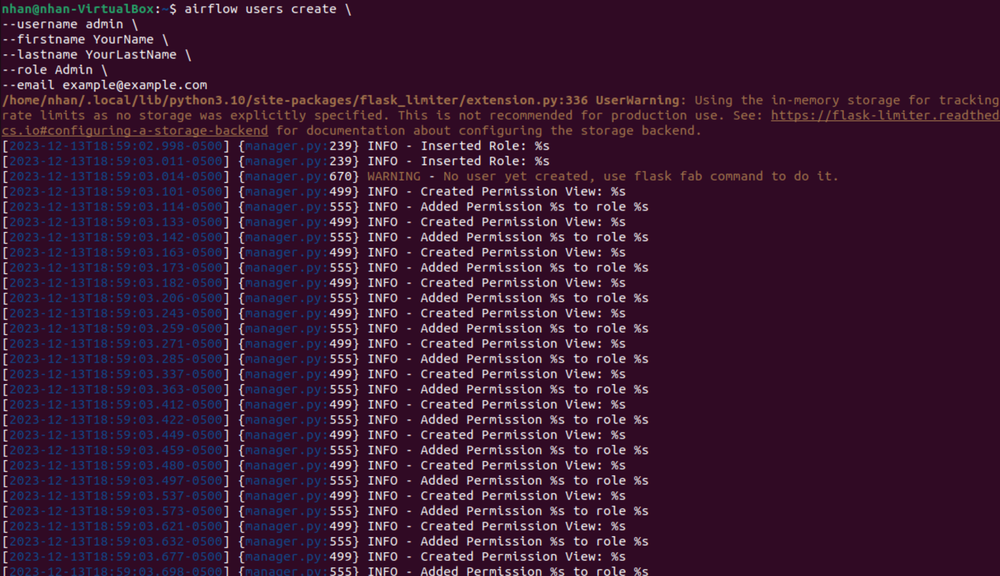 nhan@nhan-VirtualBox:~$ airflow users create \
--username admin \
--firstname YourName \
--lastname YourLastName \
--role Admin \
--email example@example.com
/home/nhan/.local/lib/python3.10/site-packages/flask_limiter/extension.py:336 UserWarning: Using the in-memory storage for tracking
rate limits as no storage was explicitly specified. This is not recommended for production use. See: https://flask-limiter.readthed
cs.io#configuring-a-storage-backend for documentation about configuring the storage backend.
[2023-12-13T18:59:02.998-0500] {manager.py:239} INFO - Inserted Role: %s
[2023-12-13T18:59:03.011-0500] {manager.py:239} INFO - Inserted Role: %s
[2023-12-13T18:59:03.014-0500] {manager.py:670} WARNING - No user yet created, use flask fab command to do it.
[2023-12-13T18:59:03.101-0500] {manager.py:499} INFO - Created Permission View: %s
[2023-12-13T18:59:03.114-0500] {manager.py:555} INFO - Added Permission %s to role %s
[2023-12-13T18:59:03.133-0500] {manager.py:499} INFO - Created Permission View: %s
[2023-12-13T18:59:03.142-0500] {manager.py:555} INFO - Added Permission %s to role %s
[2023-12-13T18:59:03.163-0500] {manager.py:499} INFO - Created Permission View: %s
[2023-12-13T18:59:03.173-0500] {manager.py:555} INFO - Added Permission %s to role %s
[2023-12-13T18:59:03.182-0500] {manager.py:499} INFO - Created Permission View: %s
[2023-12-13T18:59:03.206-0500] {manager.py:555} INFO - Added Permission %s to role %s
[2023-12-13T18:59:03.243-0500] {manager.py:499} INFO - Created Permission View: %s
[2023-12-13T18:59:03.259-0500] {manager.py:555} INFO - Added Permission %s to role %s
[2023-12-13T18:59:03.271-0500] {manager.py:499} INFO - Created Permission View: %s
[2023-12-13T18:59:03.285-0500] {manager.py:555} INFO - Added Permission %s to role %s
[2023-12-13T18:59:03.337-0500] {manager.py:499} INFO - Created Permission View: %s
[2023-12-13T18:59:03.363-0500] {manager.py:555} INFO - Added Permission %s to role %s
[2023-12-13T18:59:03.412-0500] {manager.py:499} INFO - Created Permission View: %s
[2023-12-13T18:59:03.422-0500] {manager.py:555} INFO - Added Permission %s to role %s
[2023-12-13T18:59:03.449-0500] {manager.py:499} INFO - Created Permission View: %s
[2023-12-13T18:59:03.459-0500] {manager.py:555} INFO - Added Permission %s to role %s
[2023-12-13T18:59:03.480-0500] {manager.py:499} INFO - Created Permission View: %s
[2023-12-13T18:59:03.497-0500] {manager.py:555} INFO - Added Permission %s to role %s
[2023-12-13T18:59:03.537-0500] {manager.py:499} INFO - Created Permission View: %s
[2023-12-13T18:59:03.573-0500] {manager.py:555} INFO - Added Permission %s to role %s
[2023-12-13T18:59:03.621-0500] {manager.py:499} INFO - Created Permission View: %s
[2023-12-13T18:59:03.632-0500] {manager.py:555} INFO - Added Permission %s to role %s
[2023-12-13T18:59:03.677-0500] {manager.py:499} INFO - Created Permission View: %s
[2023-12-13T18:59:03.698-0500] {manager.py:555} INFO - Added Permission %s to role %s